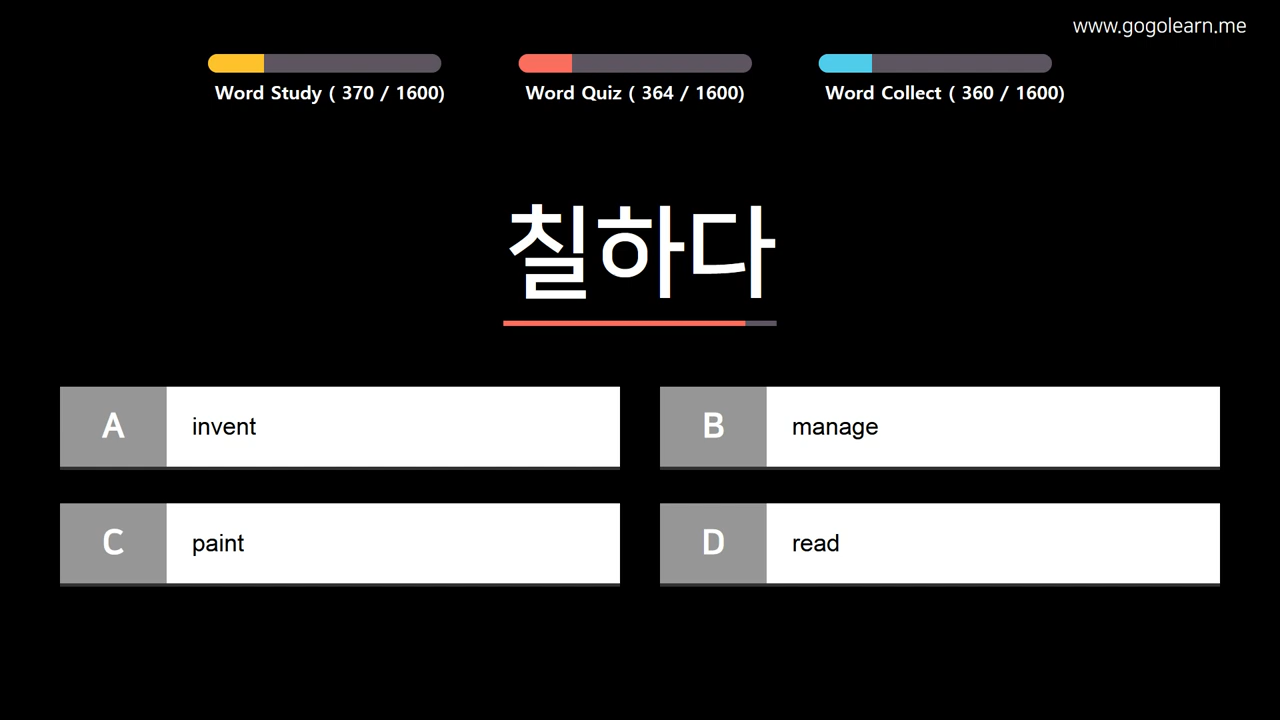 www.gogolearn.me
Word Study ( 370 / 1600)
Word Quiz ( 364 / 1600)
Word Collect ( 360 / 1600)
칠하다
A invent
B manage
C paint
D read